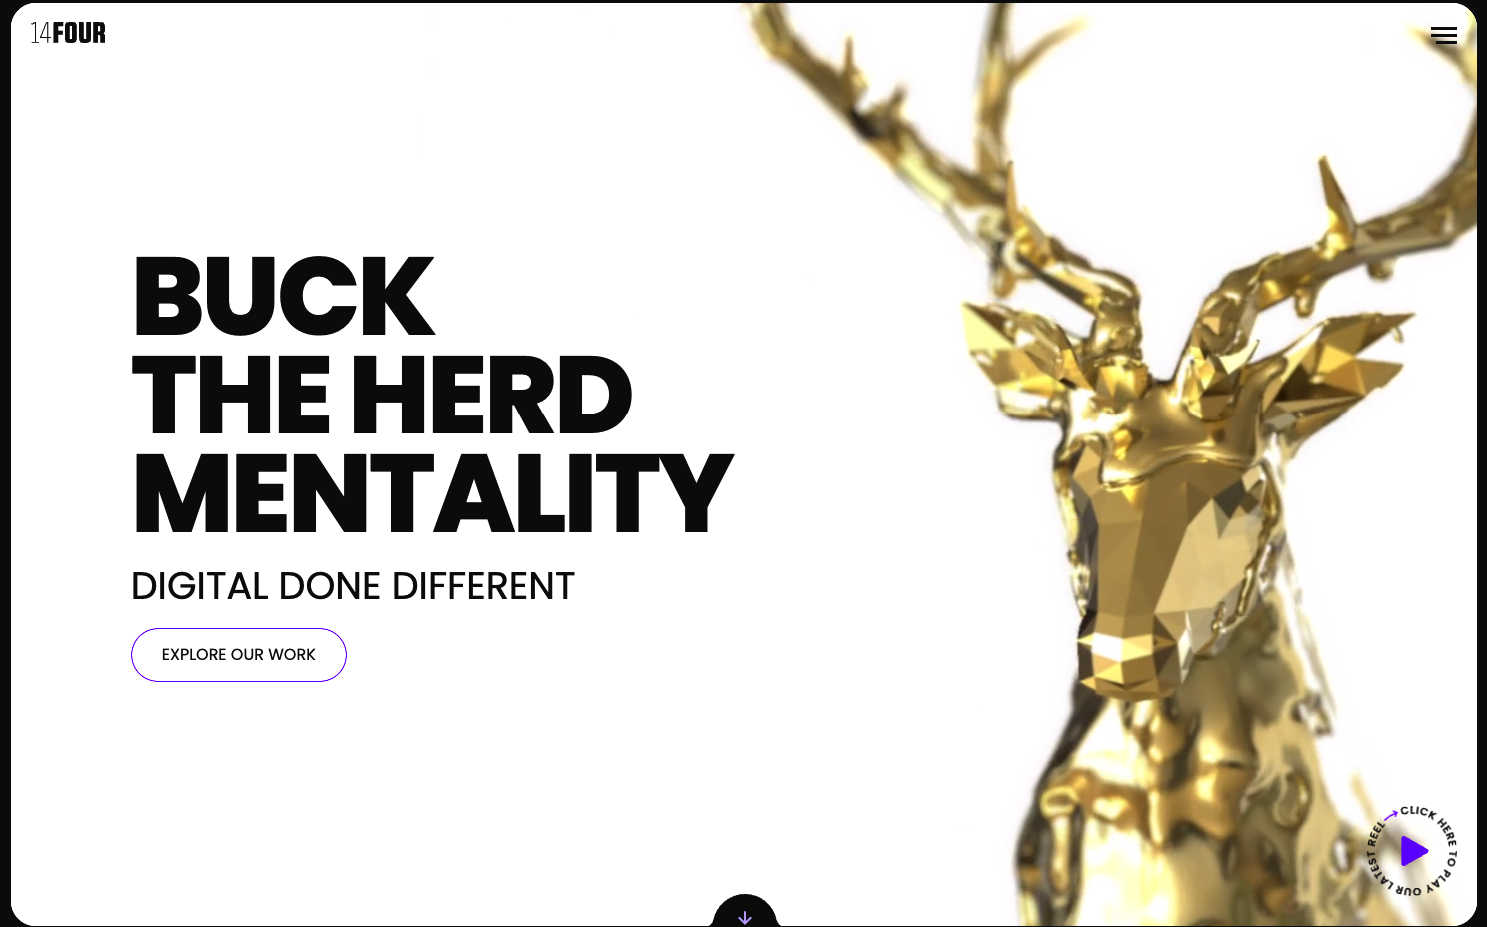 14FOUR
BUCK
THE HERD
MENTALITY
DIGITAL DONE DIFFERENT
EXPLORE OUR WORK
CLICK HERE TO PLAY OUR LATEST REEL